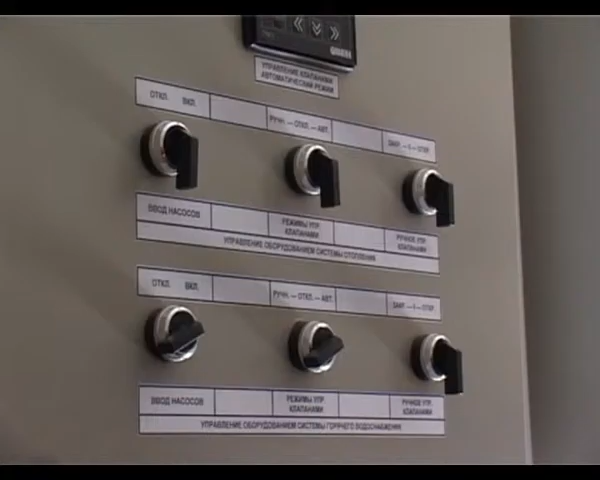 УПРАВЛЕНИЕ КЛАПАНАМИ
АВТОМАТИЧЕСКИЙ РЕЖИМ
ОТКЛ. ВКЛ. РУЧН. — ОТКЛ. — АВТ. ЗАКР. — 0 — ОТКР.
ВВОД НАСОСОВ РЕЖИМЫ УПР. КЛАПАНАМИ РУЧНОЕ УПР. КЛАПАНАМИ
УПРАВЛЕНИЕ ОБОРУДОВАНИЕМ СИСТЕМЫ ОТОПЛЕНИЯ
ОТКЛ. ВКЛ. РУЧН. — ОТКЛ. — АВТ. ЗАКР. — 0 — ОТКР.
ВВОД НАСОСОВ РЕЖИМЫ УПР. КЛАПАНАМИ РУЧНОЕ УПР. КЛАПАНАМИ
УПРАВЛЕНИЕ ОБОРУДОВАНИЕМ СИСТЕМЫ ГОРЯЧЕГО ВОДОСНАБЖЕНИЯ